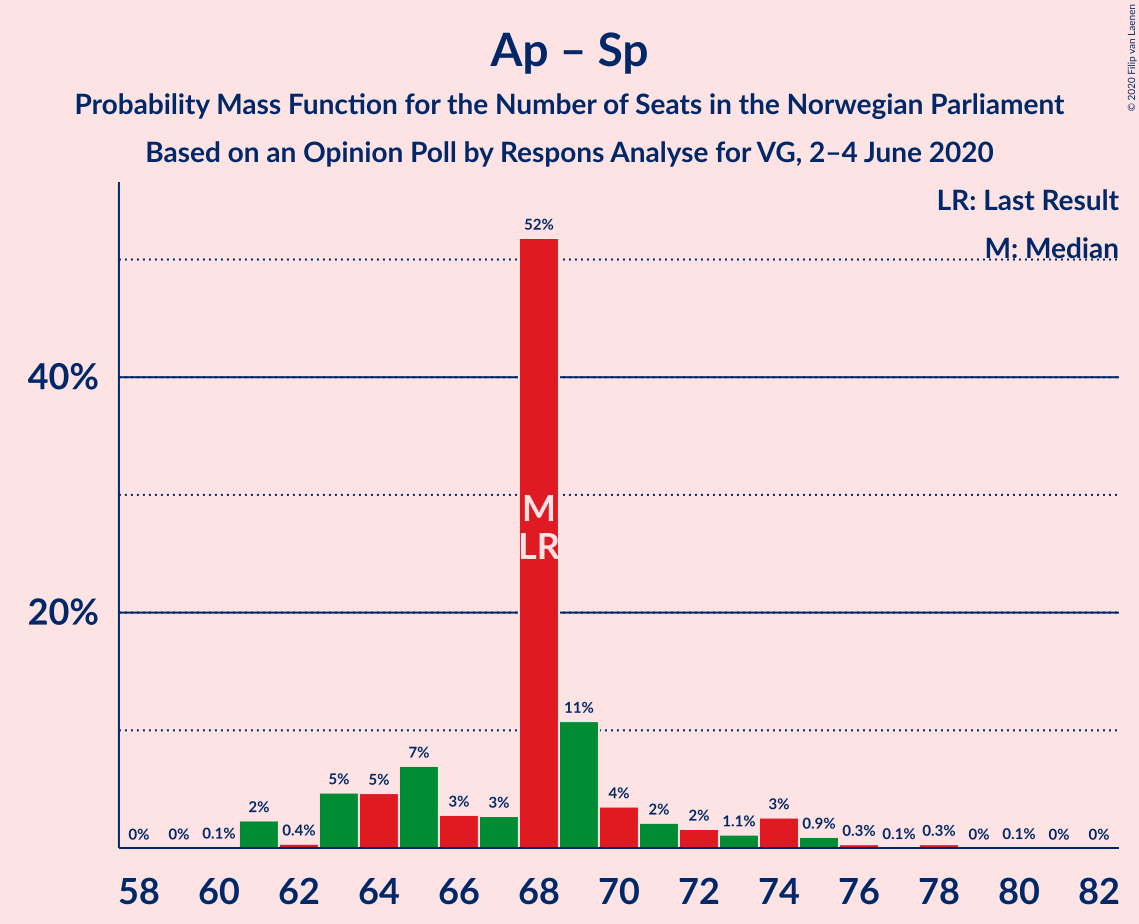 Ap – Sp
Probability Mass Function for the Number of Seats in the Norwegian Parliament
Based on an Opinion Poll by Respons Analyse for VG, 2–4 June 2020
© 2020 Filip van Laenen
LR: Last Result
M: Median
40%
20%
0% 0% 0.1% 2% 0.4% 5% 5% 7% 3% 3% 52% 11% 4% 2% 2% 1.1% 3% 0.9% 0.3% 0.1% 0.3% 0% 0.1% 0% 0%
M
LR
58 60 62 64 66 68 70 72 74 76 78 80 82